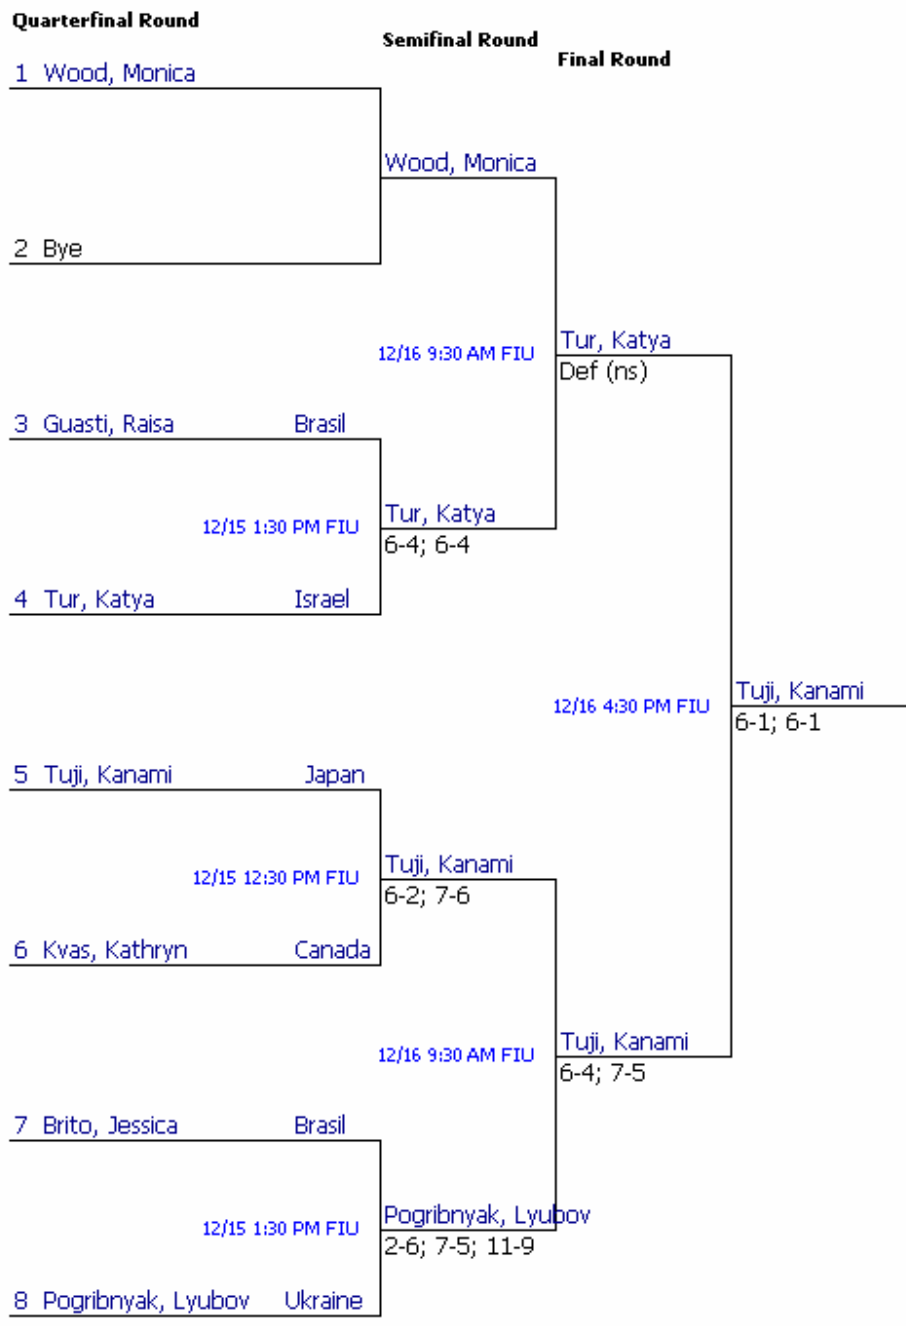 Quarterfinal Round
Semifinal Round
Final Round
1 Wood, Monica
Wood, Monica
2 Bye
Tur, Katya
12/16 9:30 AM FIU
Def (ns)
3 Guasti, Raisa Brasil
Tur, Katya
12/15 1:30 PM FIU
6-4; 6-4
4 Tur, Katya Israel
Tuji, Kanami
12/16 4:30 PM FIU
6-1; 6-1
5 Tuji, Kanami Japan
Tuji, Kanami
12/15 12:30 PM FIU
6-2; 7-6
6 Kvas, Kathryn Canada
Tuji, Kanami
12/16 9:30 AM FIU
6-4; 7-5
7 Brito, Jessica Brasil
Pogribnyak, Lyubov
12/15 1:30 PM FIU
2-6; 7-5; 11-9
8 Pogribnyak, Lyubov Ukraine